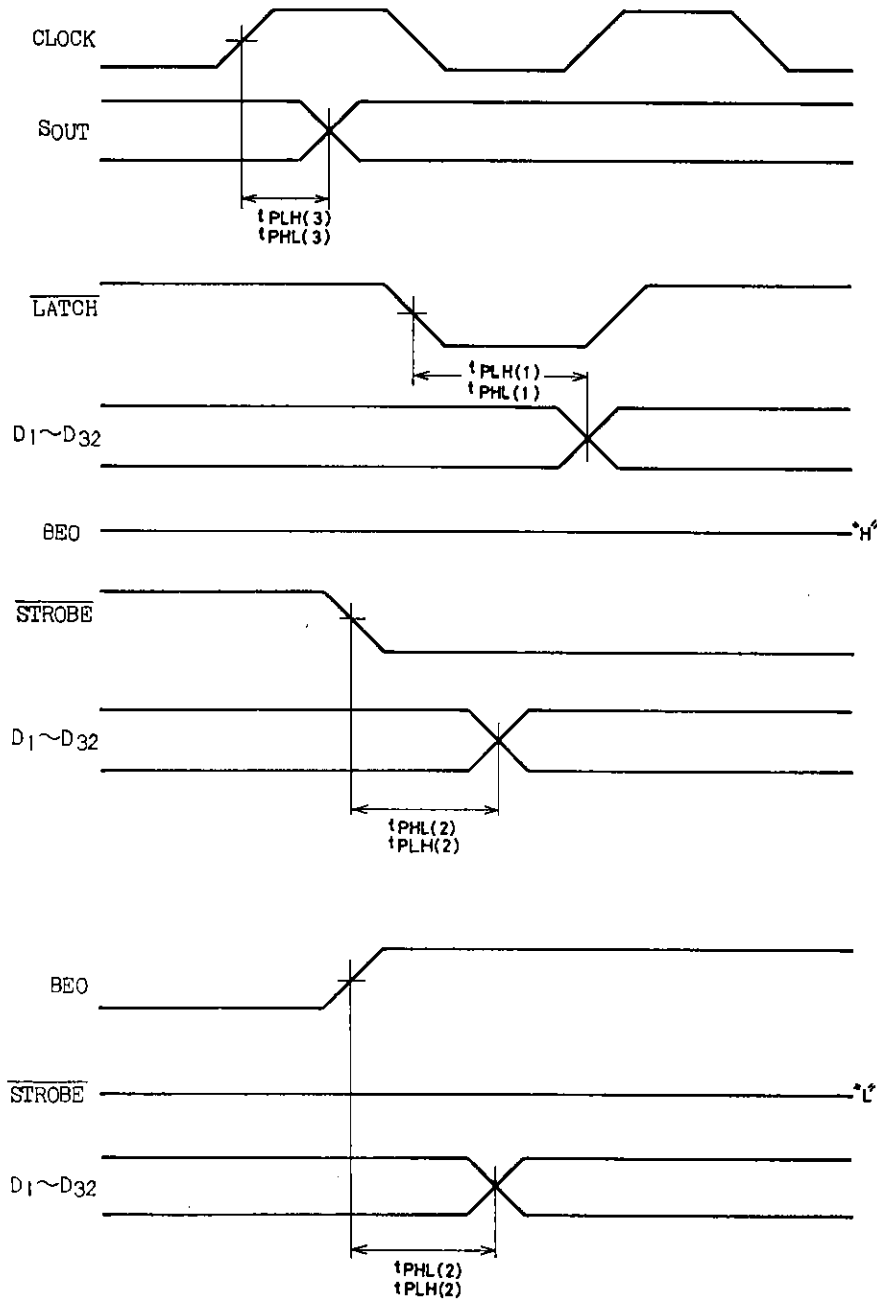 CLOCK
SOUT
tPLH(3)
tPHL(3)
LATCH
tPLH(1)
tPHL(1)
D1~D32
BEO
"H"
STROBE
D1~D32
tPHL(2)
tPLH(2)
BEO
STROBE
"L"
D1~D32
tPHL(2)
tPLH(2)